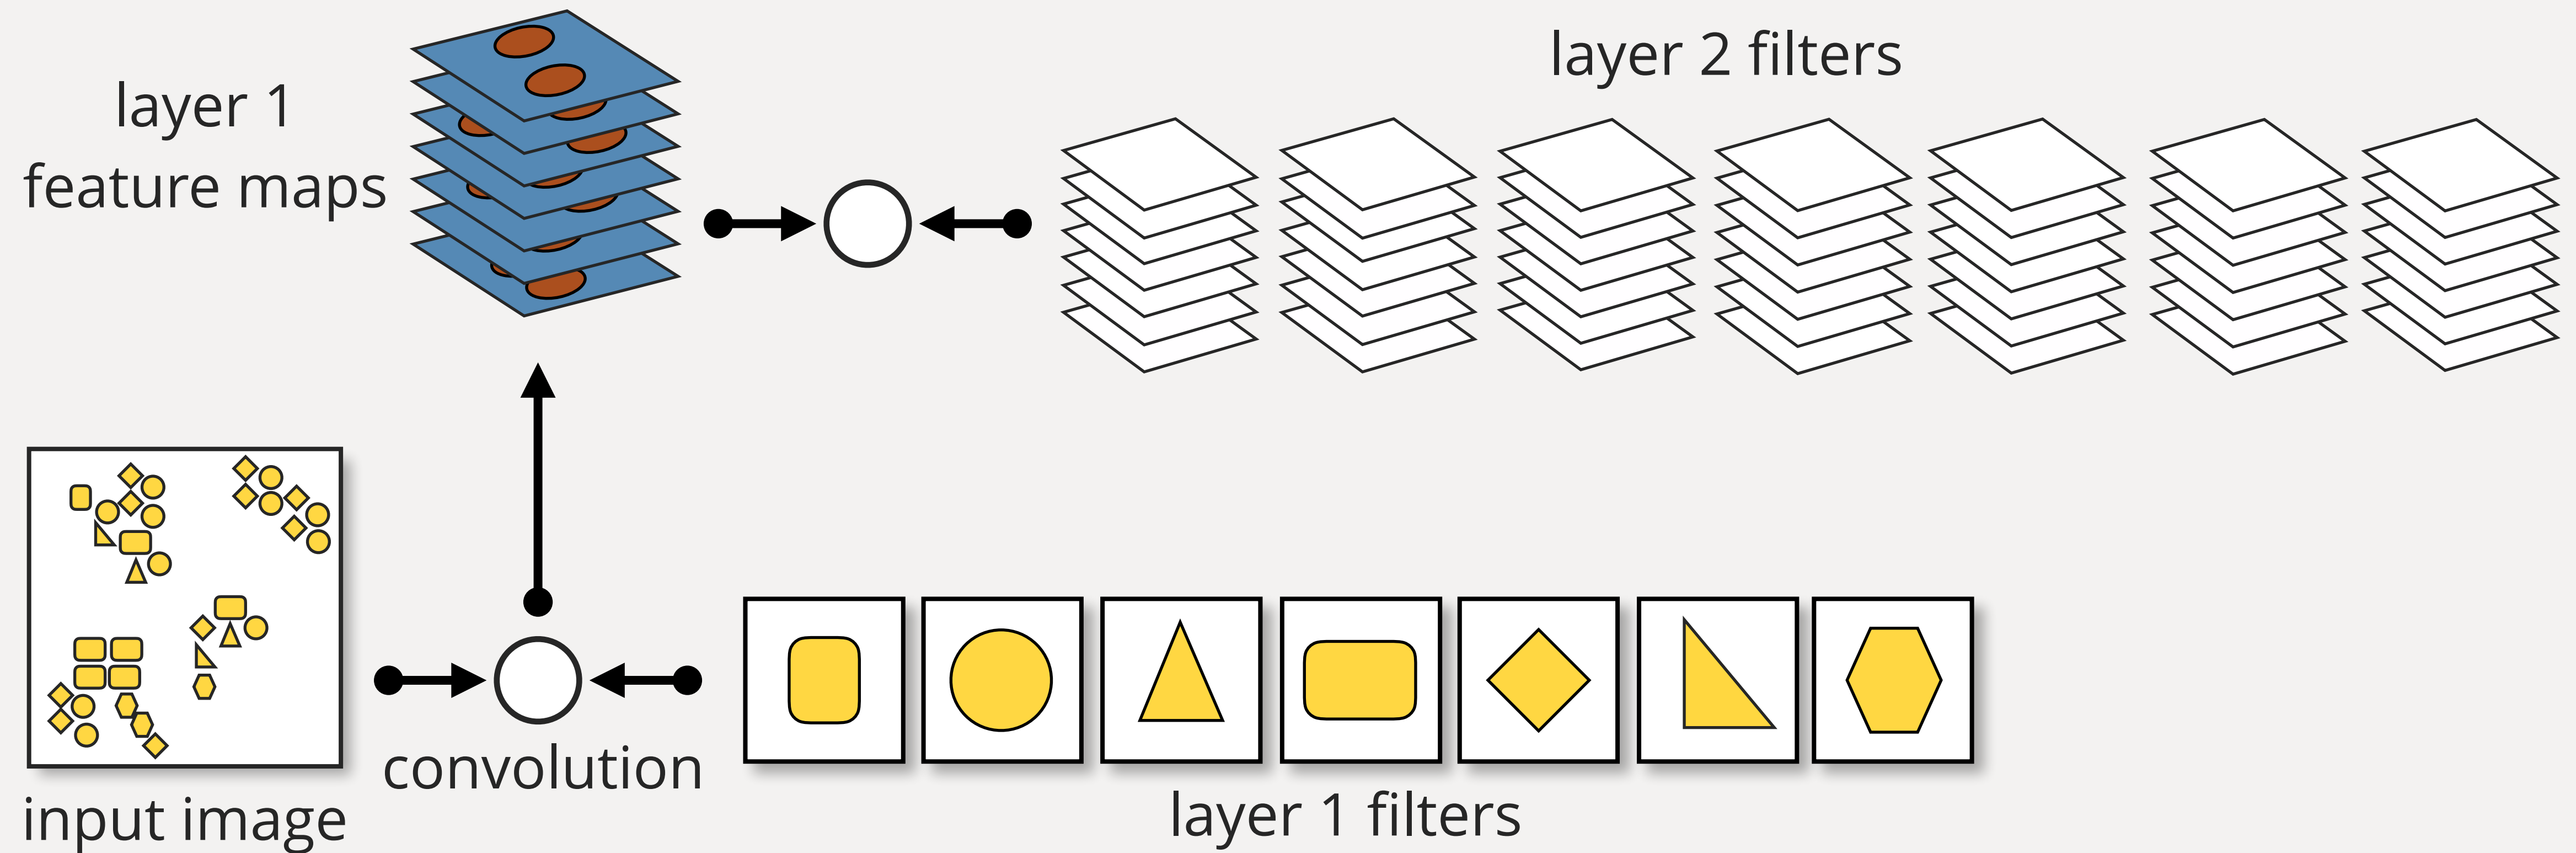 layer 1
feature maps
layer 2 filters
input image
convolution
layer 1 filters